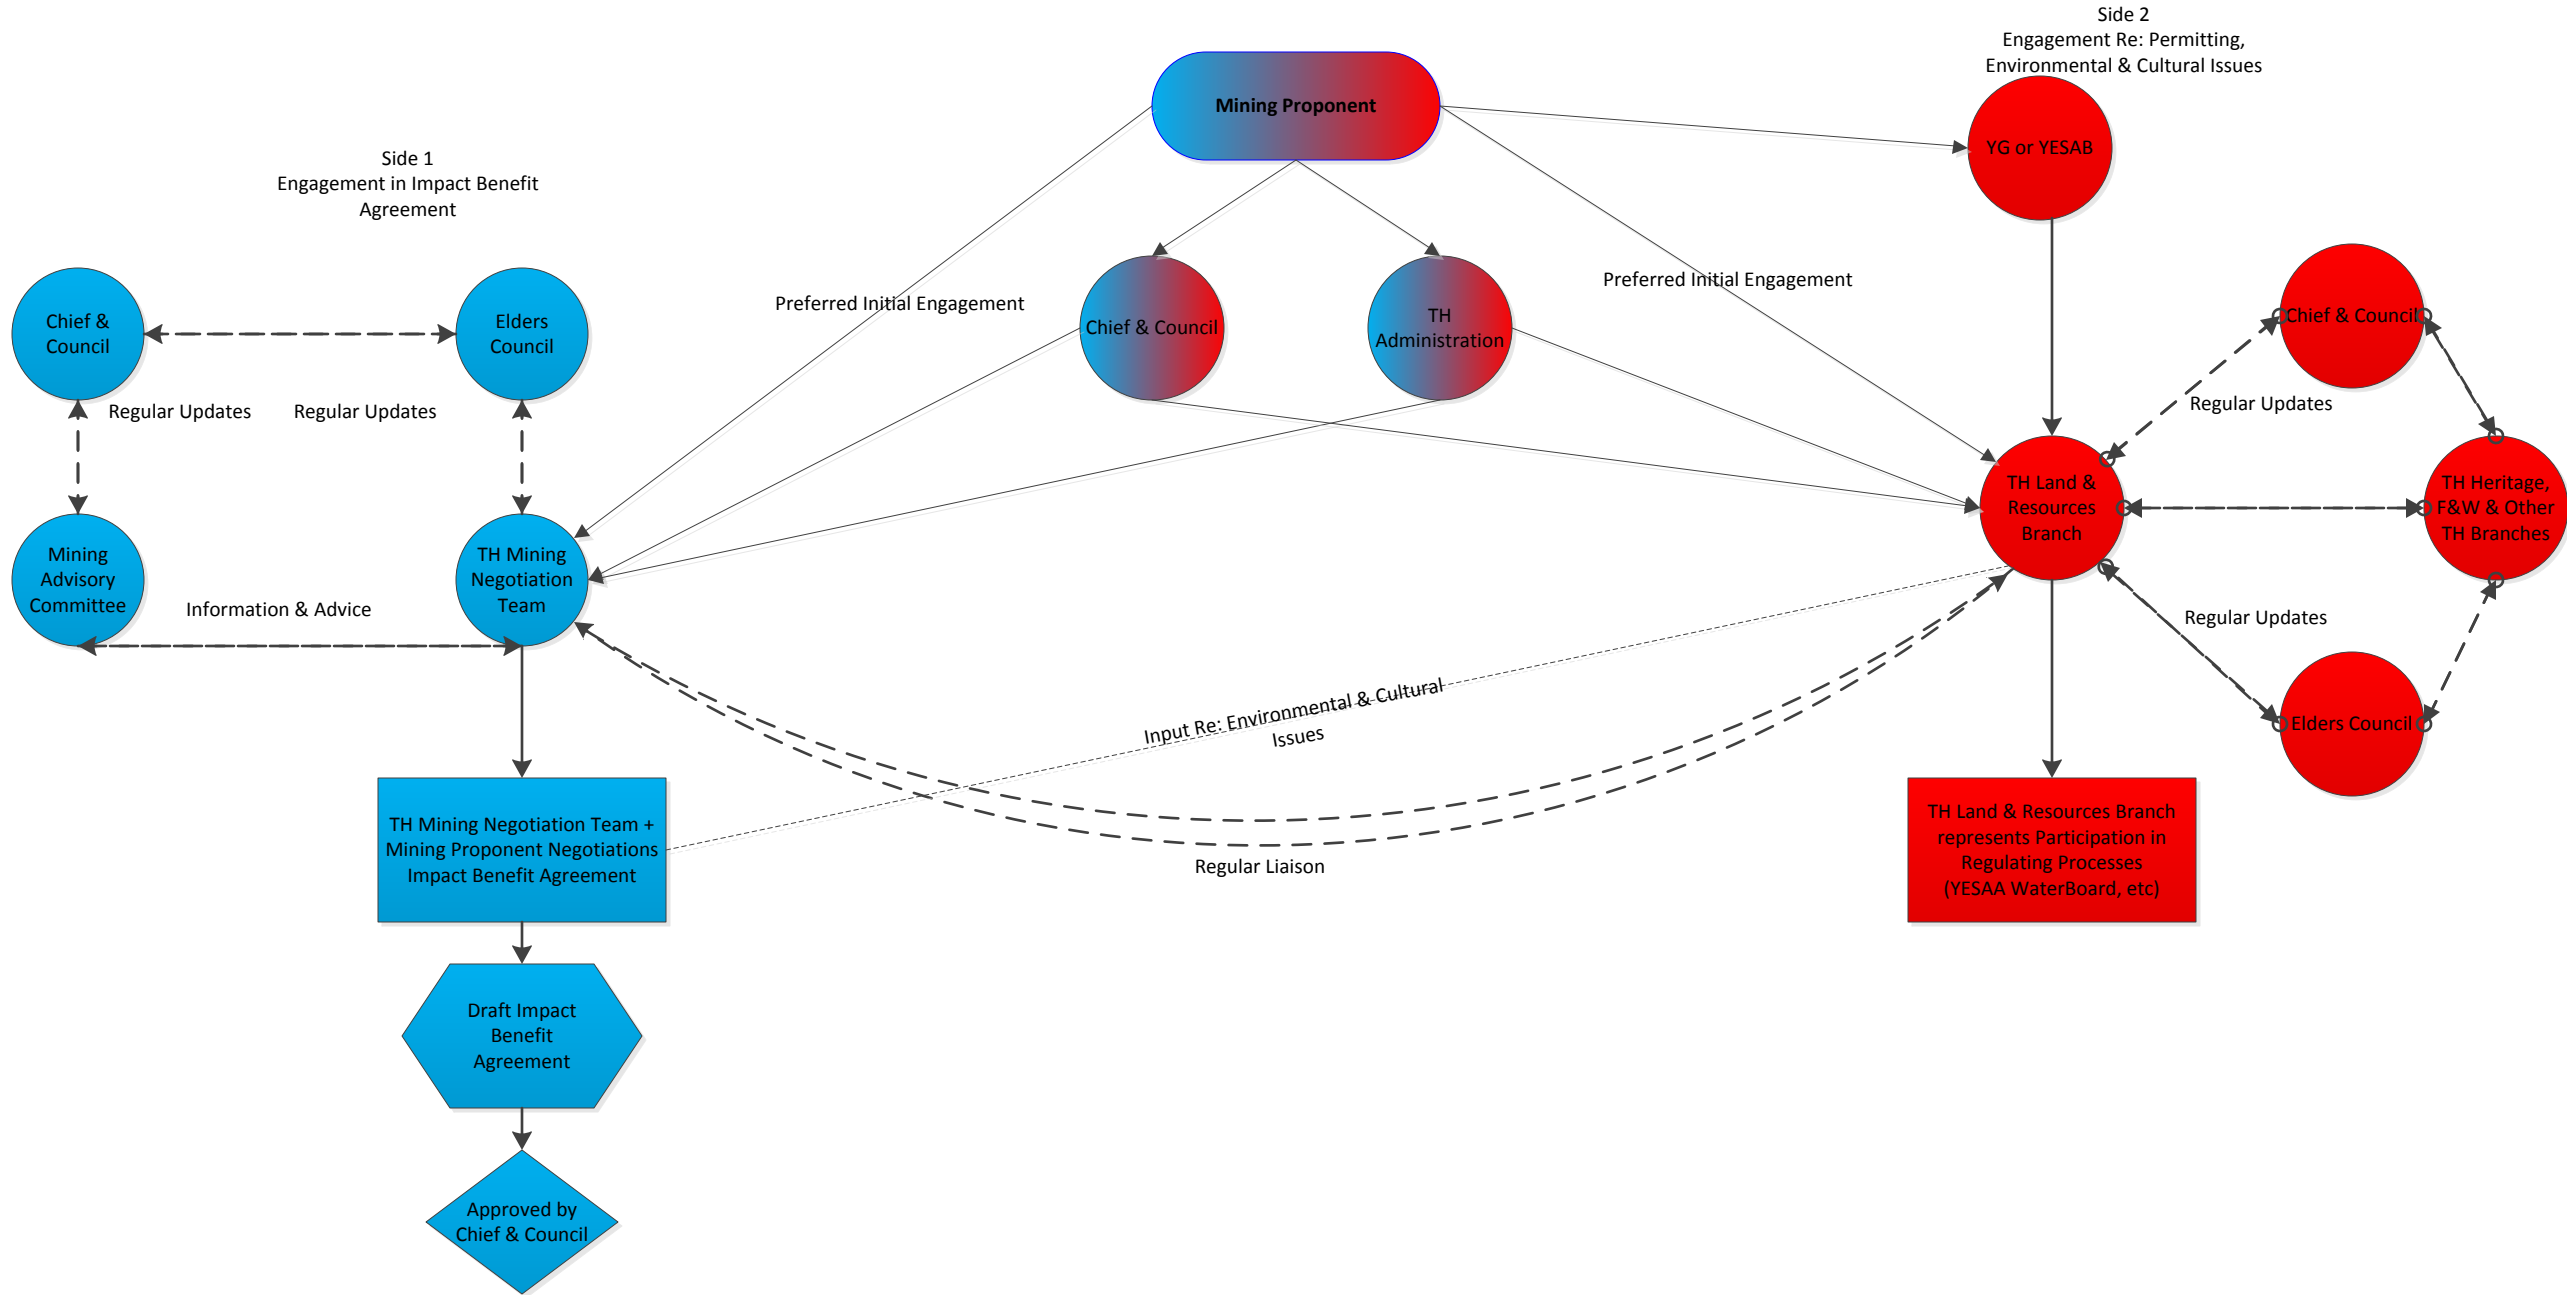 Side 2
Engagement Re: Permitting,
Environmental & Cultural Issues
Mining Proponent
YG or YESAB
Side 1
Engagement in Impact Benefit
Agreement
Preferred Initial Engagement
Preferred Initial Engagement
Chief &
Council
Elders
Council
Chief & Council
TH
Administration
Chief & Council
Regular Updates
Regular Updates
Regular Updates
TH Land &
Resources
Branch
TH Heritage,
F&W & Other
TH Branches
Mining
Advisory
Committee
TH Mining
Negotiation
Team
Information & Advice
Regular Updates
Input Re: Environmental & Cultural
Issues
Elders Council
TH Mining Negotiation Team +
Mining Proponent Negotiations
Impact Benefit Agreement
Regular Liaison
TH Land & Resources Branch
represents Participation in
Regulating Processes
(YESAA WaterBoard, etc)
Draft Impact
Benefit
Agreement
Approved by
Chief & Council